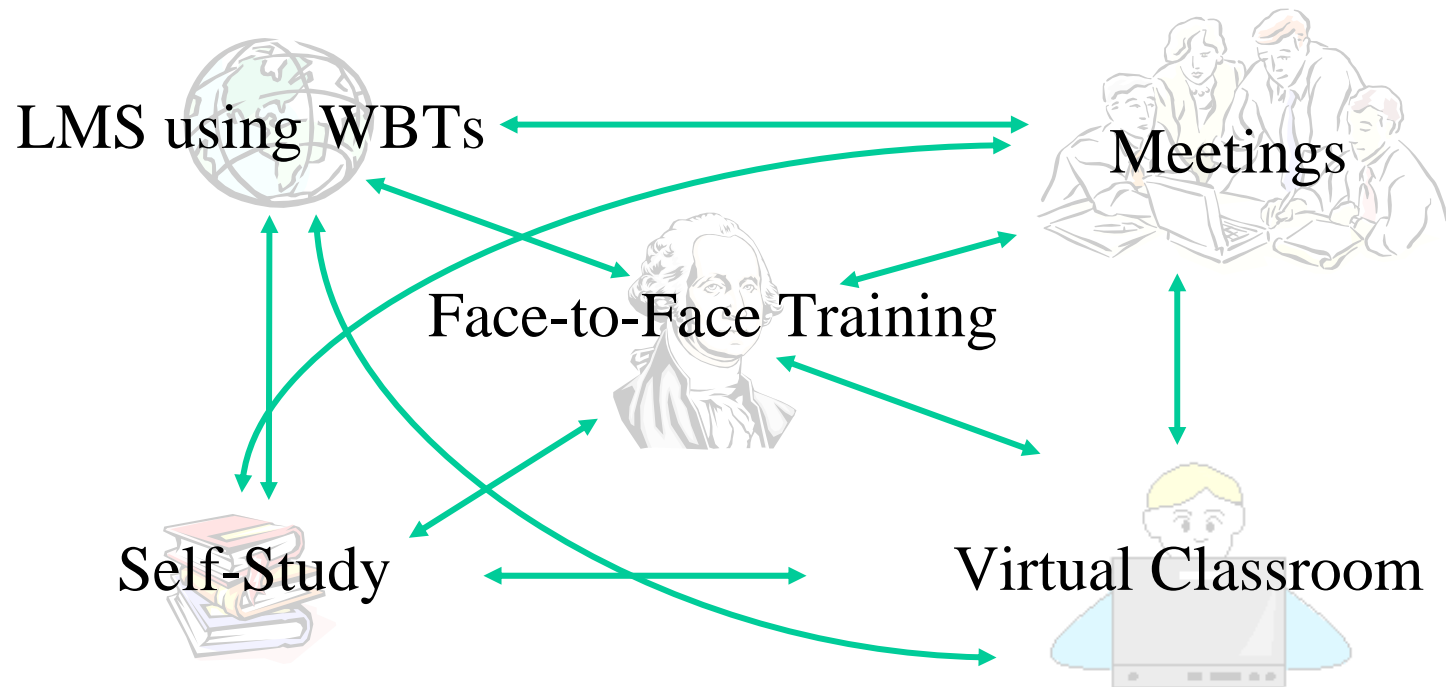 LMS using WBTs
Meetings
Face-to-Face Training
Self-Study
Virtual Classroom